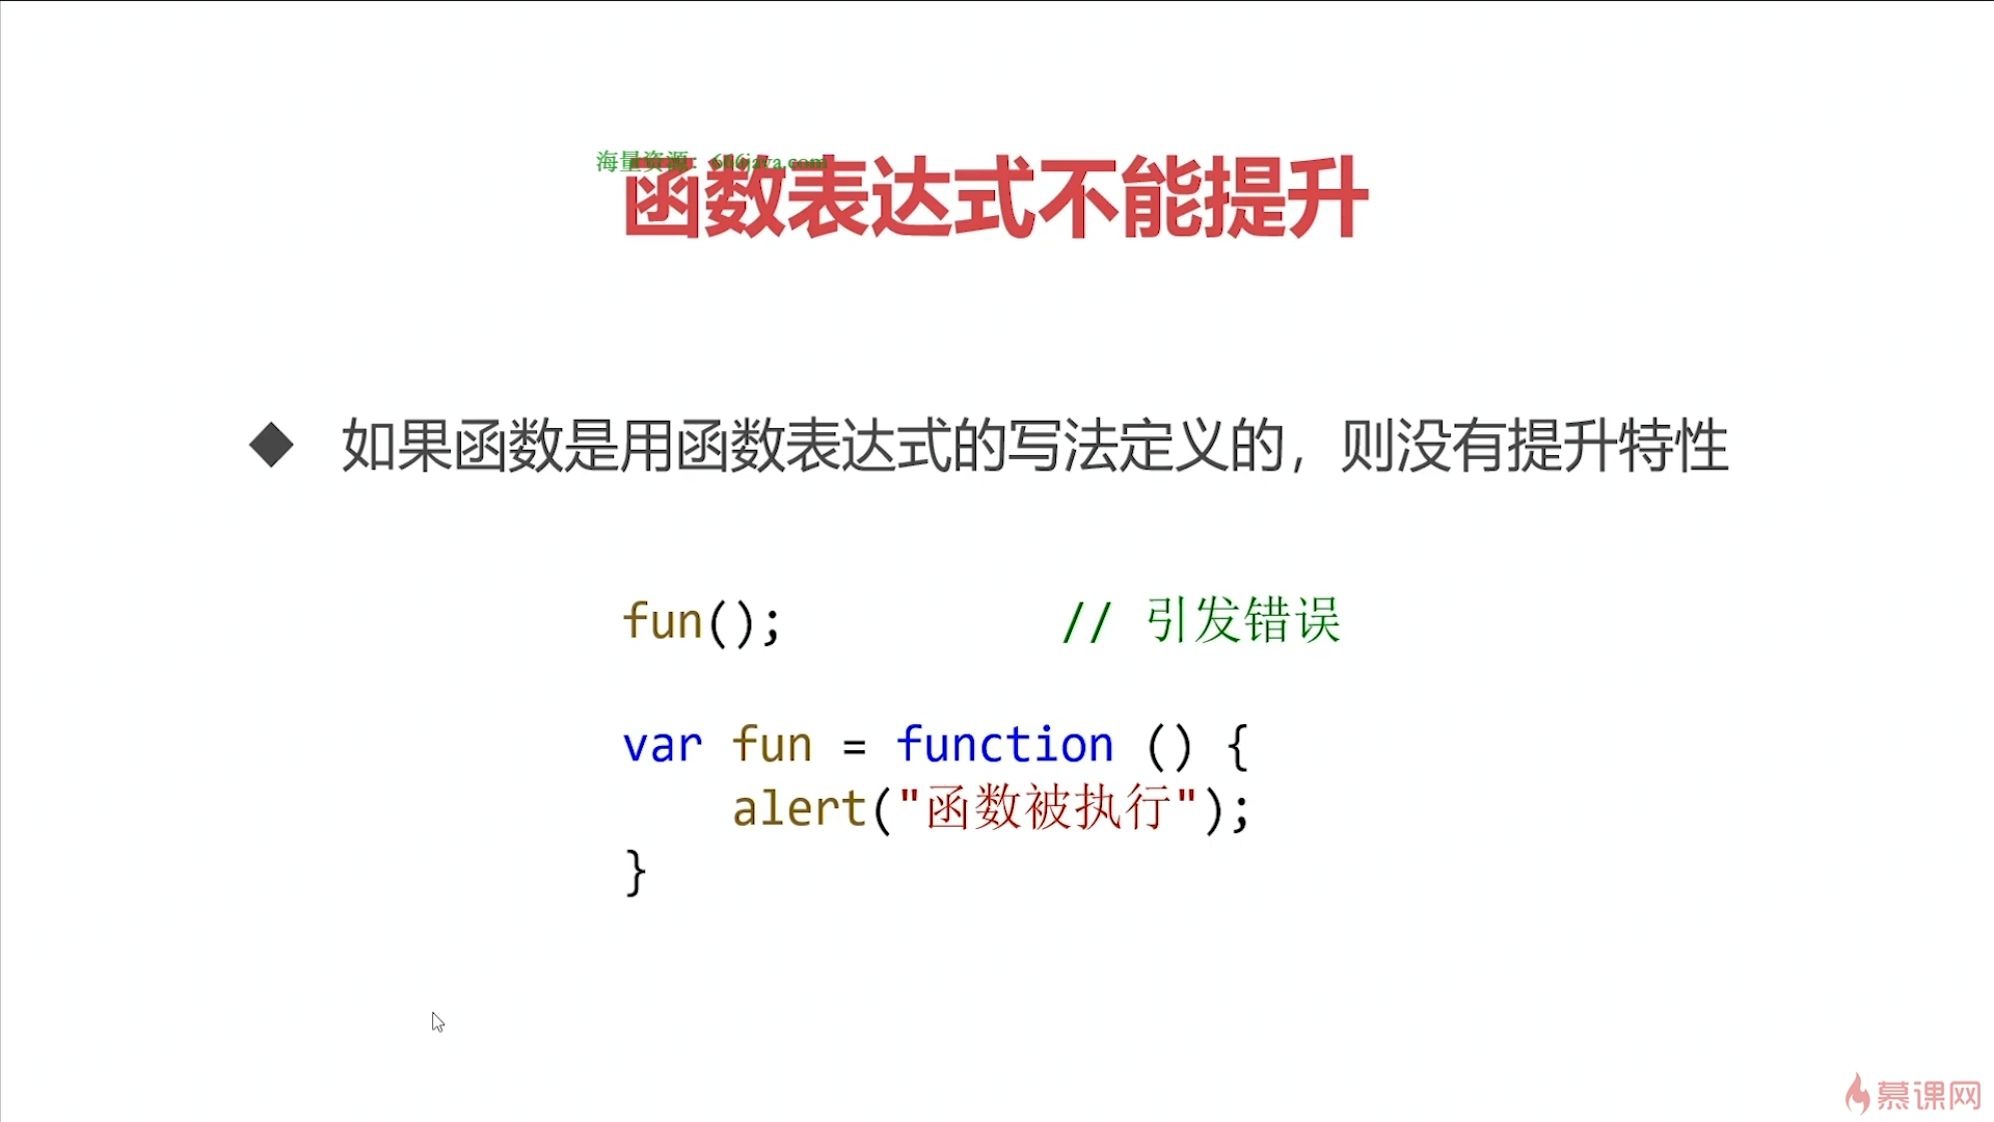 海量资源：666java.com
函数表达式不能提升
◆ 如果函数是用函数表达式的写法定义的，则没有提升特性
fun(); // 引发错误
var fun = function () {
alert("函数被执行");
}
慕课网